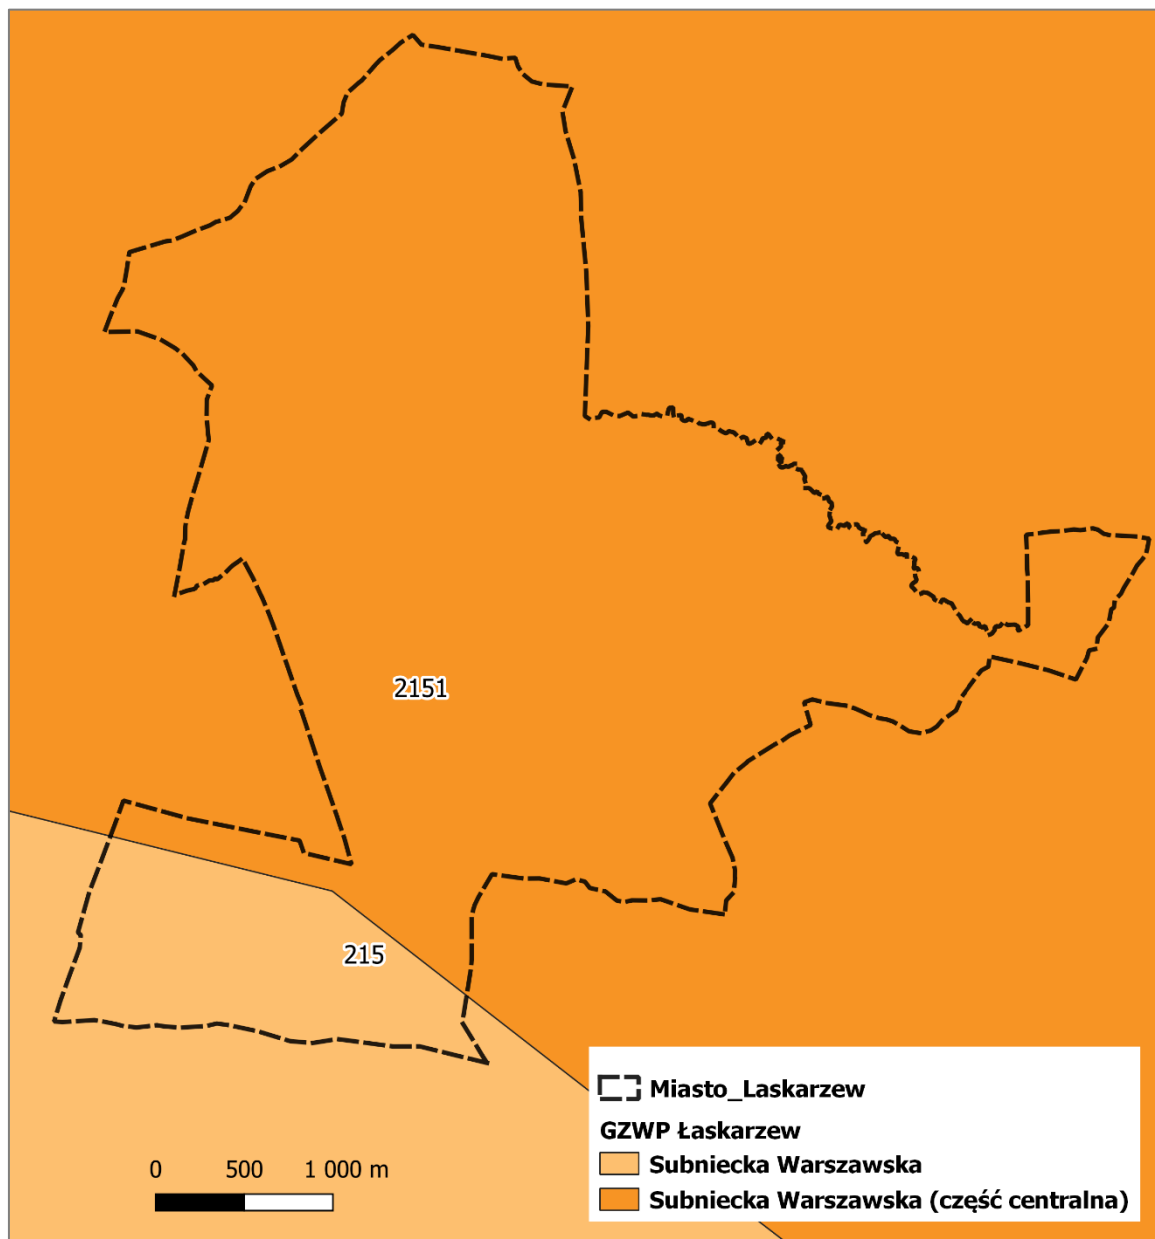 2151
215
Miasto_Laskarzew
GZWP Łaskarzew
Subniecka Warszawska
Subniecka Warszawska (część centralna)
0 500 1 000 m